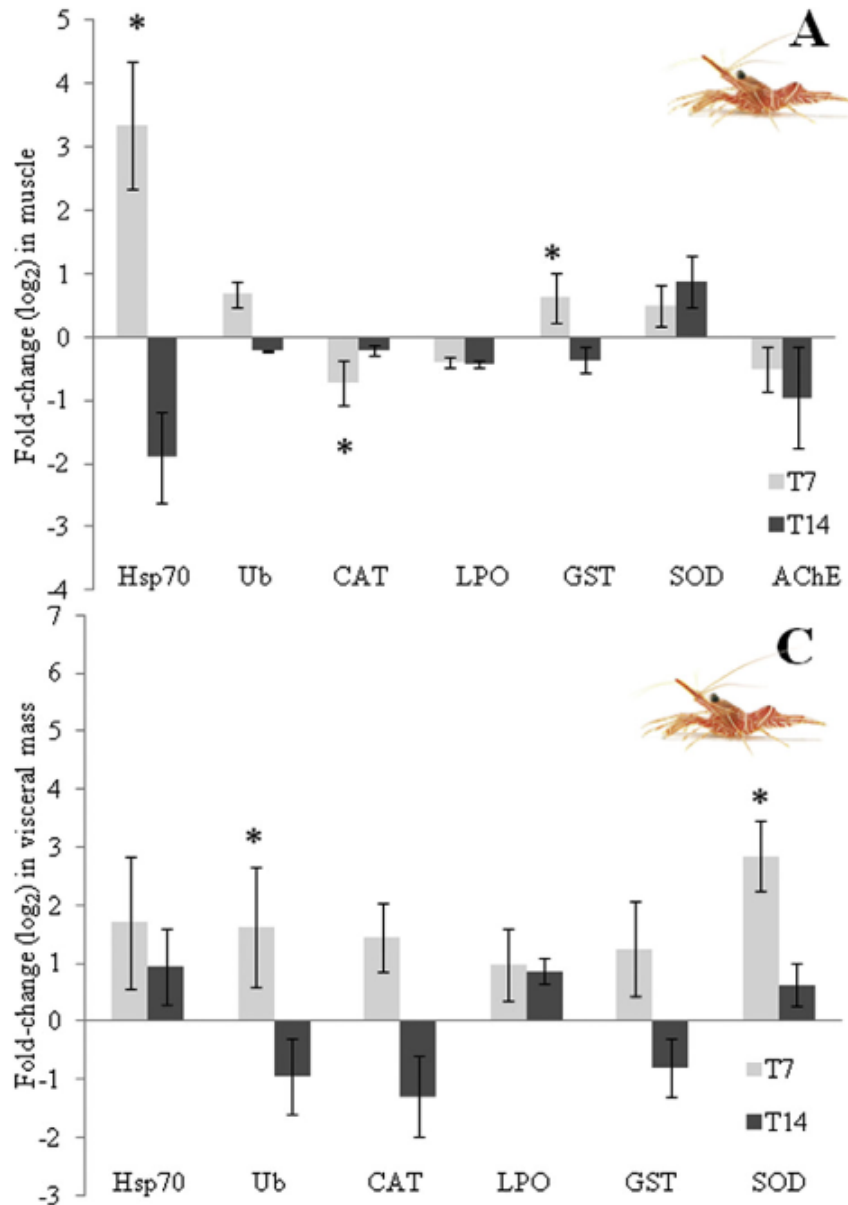 A
Fold-change (log2) in muscle
5
4
3
2
1
0
-1
-2
-3
-4
*
*
*
T7
T14
Hsp70 Ub CAT LPO GST SOD AChE
C
Fold-change (log2) in visceral mass
7
6
5
4
3
2
1
0
-1
-2
-3
*
*
T7
T14
Hsp70 Ub CAT LPO GST SOD